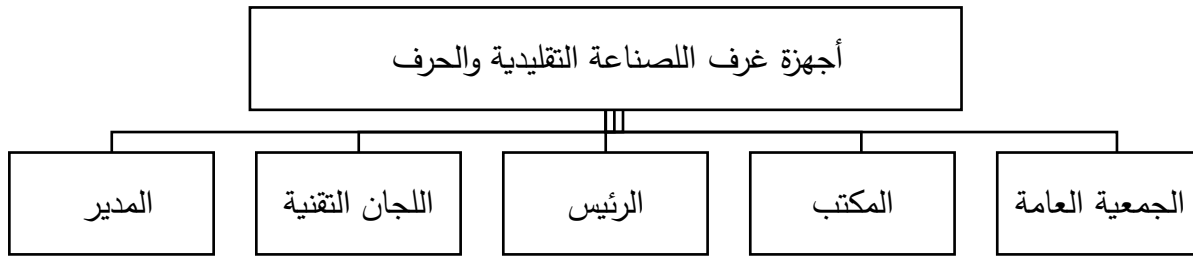 أجهزة غرف اللصناعة التقليدية والحرف
الجمعية العامة
المكتب
الرئيس
اللجان التقنية
المدير